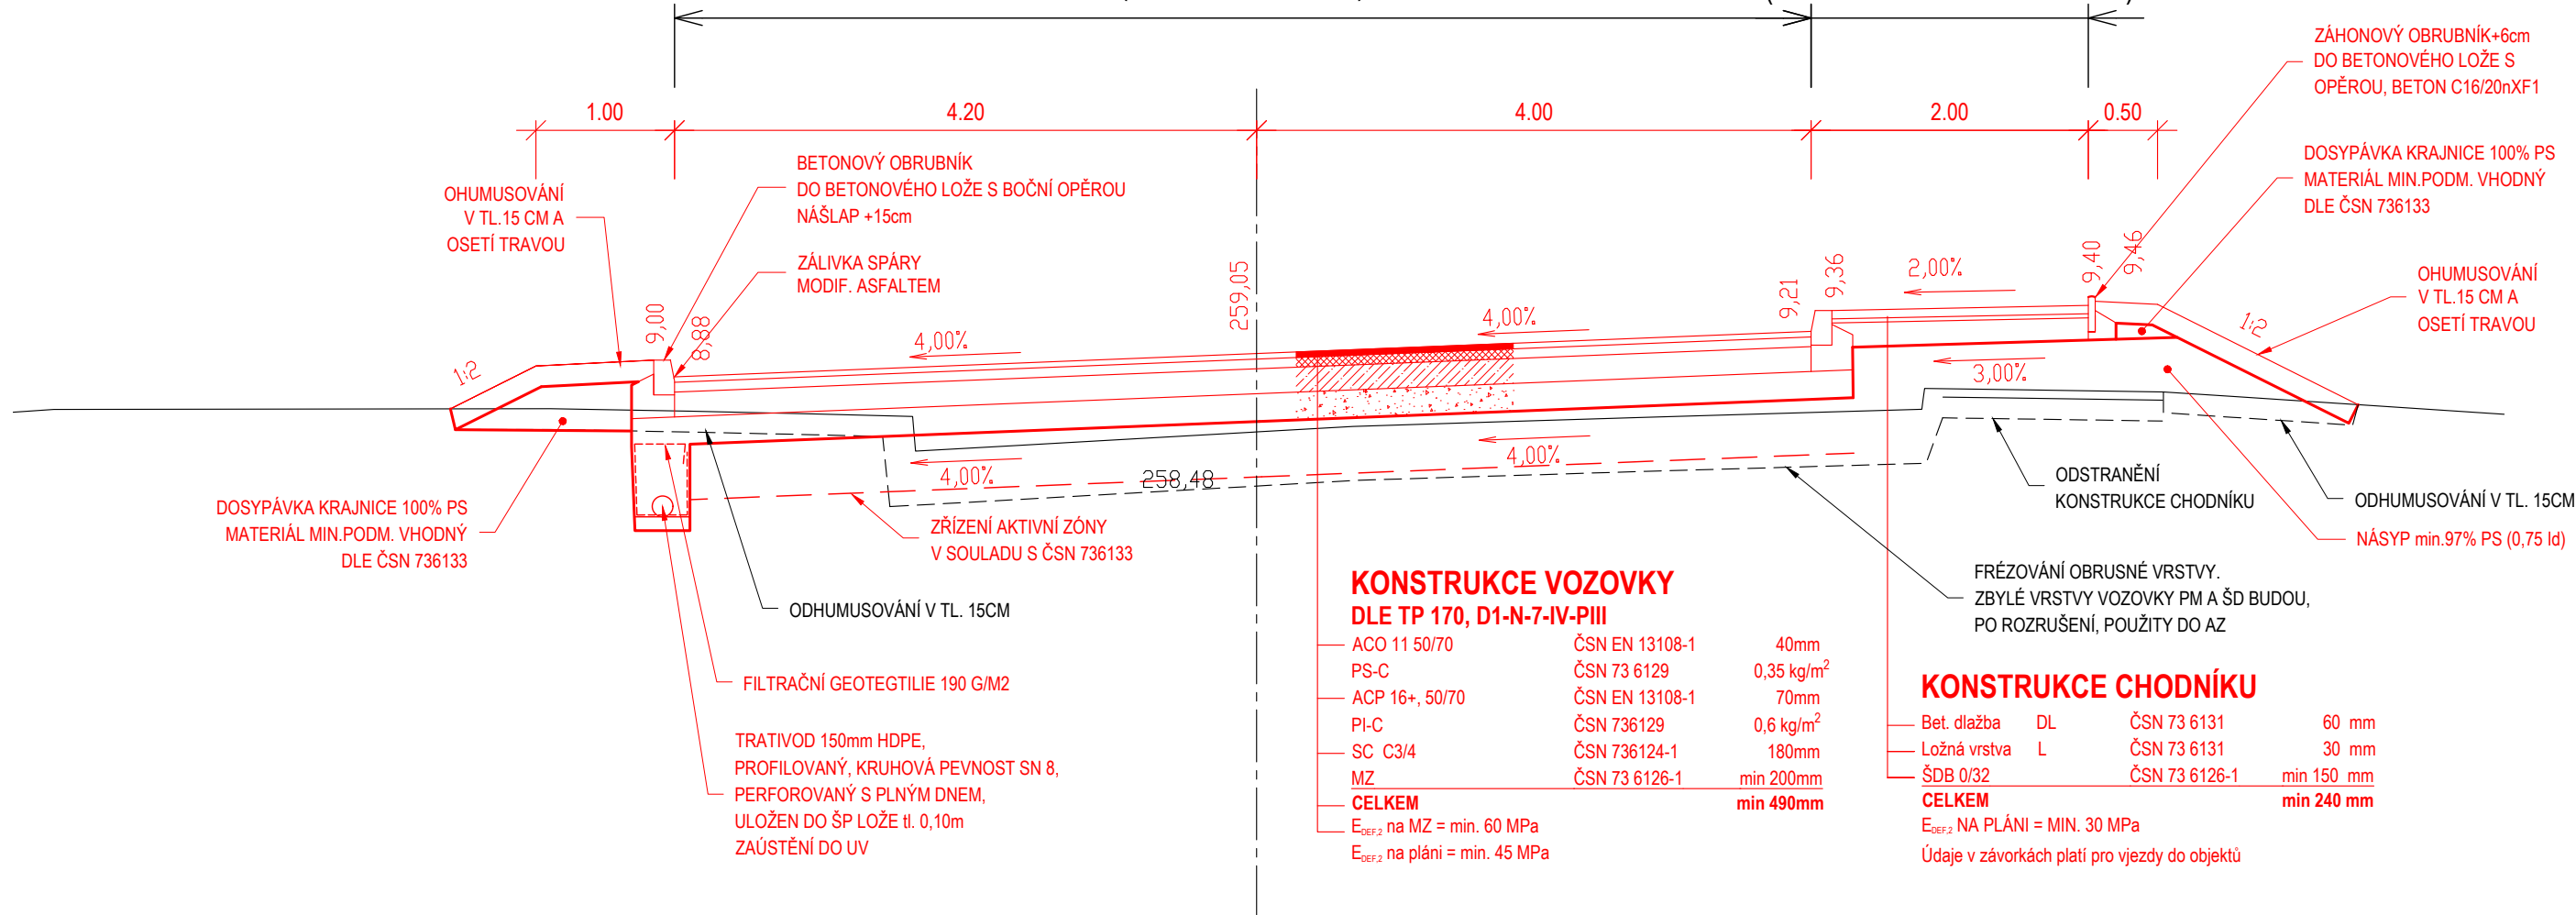 1.00
4.20
4.00
2.00
0.50
ZÁHONOVÝ OBRUBNÍK+6cm
DO BETONOVÉHO LOŽE S
OPĚROU, BETON C16/20nXF1
DOSYPÁVKA KRAJNICE 100% PS
MATERIÁL MIN.PODM. VHODNÝ
DLE ČSN 736133
OHUMUSOVÁNÍ
V TL.15 CM A
OSETÍ TRAVOU
BETONOVÝ OBRUBNÍK
DO BETONOVÉHO LOŽE S BOČNÍ OPĚROU
NÁŠLAP +15cm
ZÁLIVKA SPÁRY
MODIF. ASFALTEM
OHUMUSOVÁNÍ
V TL.15 CM A
OSETÍ TRAVOU
1:2
9,00
8,88
4,00%
259,05
4,00%
9,21
9,36
2,00%
9,40
9,46
1:2
3,00%
4,00%
258,48
4,00%
DOSYPÁVKA KRAJNICE 100% PS
MATERIÁL MIN.PODM. VHODNÝ
DLE ČSN 736133
ZŘÍZENÍ AKTIVNÍ ZÓNY
V SOULADU S ČSN 736133
ODHUMUSOVÁNÍ V TL. 15CM
FILTRAČNÍ GEOTEGTILIE 190 G/M2
TRATIVOD 150mm HDPE,
PROFILOVANÝ, KRUHOVÁ PEVNOST SN 8,
PERFOROVANÝ S PLNÝM DNEM,
ULOŽEN DO ŠP LOŽE tl. 0,10m
ZAÚSTĚNÍ DO UV
ODSTRANĚNÍ
KONSTRUKCE CHODNÍKU
ODHUMUSOVÁNÍ V TL. 15CM
NÁSYP min.97% PS (0,75 Id)
FRÉZOVÁNÍ OBRUSNÉ VRSTVY.
ZBYLÉ VRSTVY VOZOVKY PM A ŠD BUDOU,
PO ROZRUŠENÍ, POUŽITY DO AZ
KONSTRUKCE VOZOVKY
DLE TP 170, D1-N-7-IV-PIII
ACO 11 50/70 ČSN EN 13108-1 40mm
PS-C ČSN 73 6129 0,35 kg/m²
ACP 16+, 50/70 ČSN EN 13108-1 70mm
PI-C ČSN 736129 0,6 kg/m²
SC C3/4 ČSN 736124-1 180mm
MZ ČSN 73 6126-1 min 200mm
CELKEM min 490mm
EDEF,2 na MZ = min. 60 MPa
EDEF,2 na pláni = min. 45 MPa
KONSTRUKCE CHODNÍKU
Bet. dlažba DL ČSN 73 6131 60 mm
Ložná vrstva L ČSN 73 6131 30 mm
ŠDB 0/32 ČSN 73 6126-1 min 150 mm
CELKEM min 240 mm
EDEF,2 NA PLÁNI = MIN. 30 MPa
Údaje v závorkách platí pro vjezdy do objektů